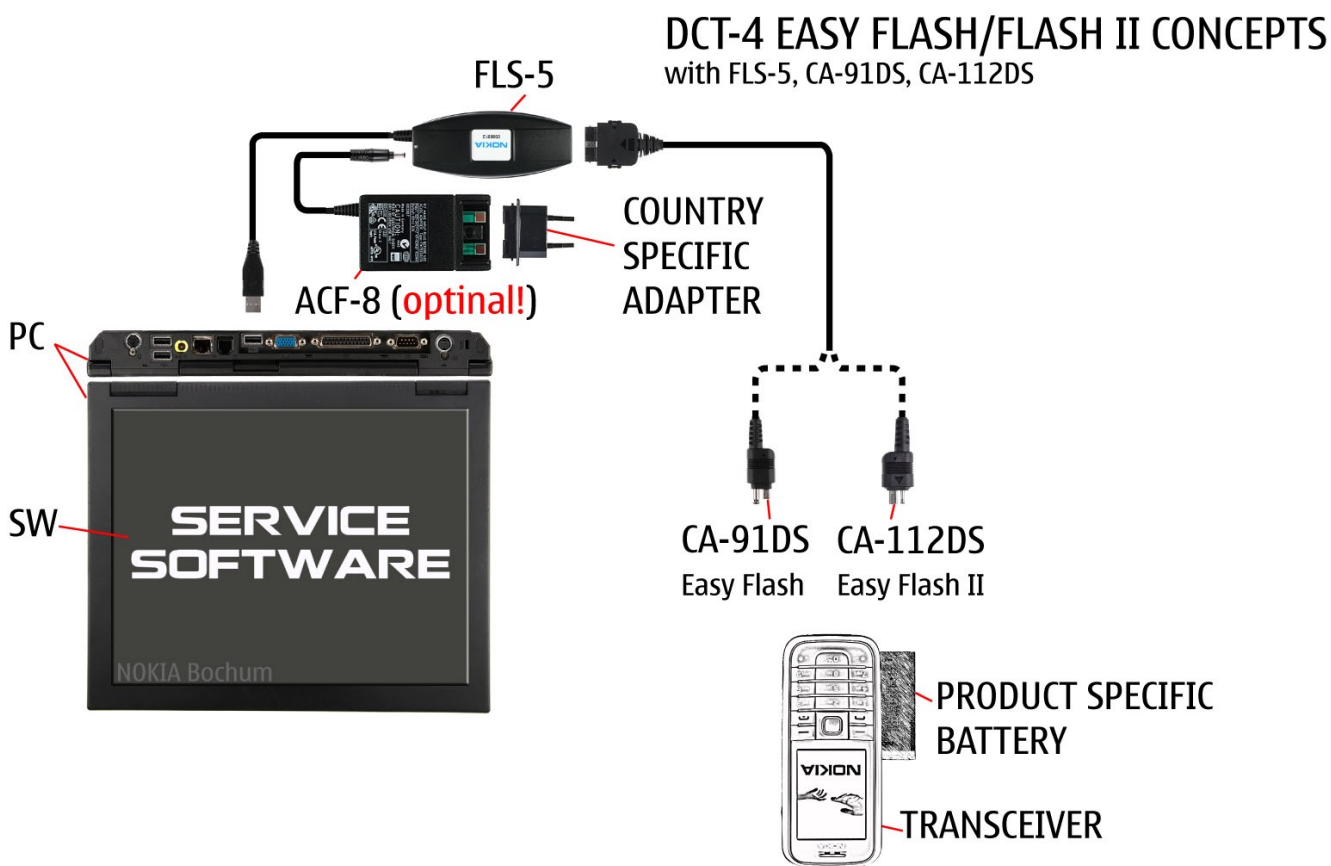 DCT-4 EASY FLASH/FLASH II CONCEPTS
with FLS-5, CA-91DS, CA-112DS
FLS-5
NOKIA
COUNTRY
SPECIFIC
ADAPTER
ACF-8 (optinal!)
PC
SW
SERVICE
SOFTWARE
NOKIA Bochum
CA-91DS
Easy Flash
CA-112DS
Easy Flash II
PRODUCT SPECIFIC
BATTERY
NOKIA
TRANSCEIVER